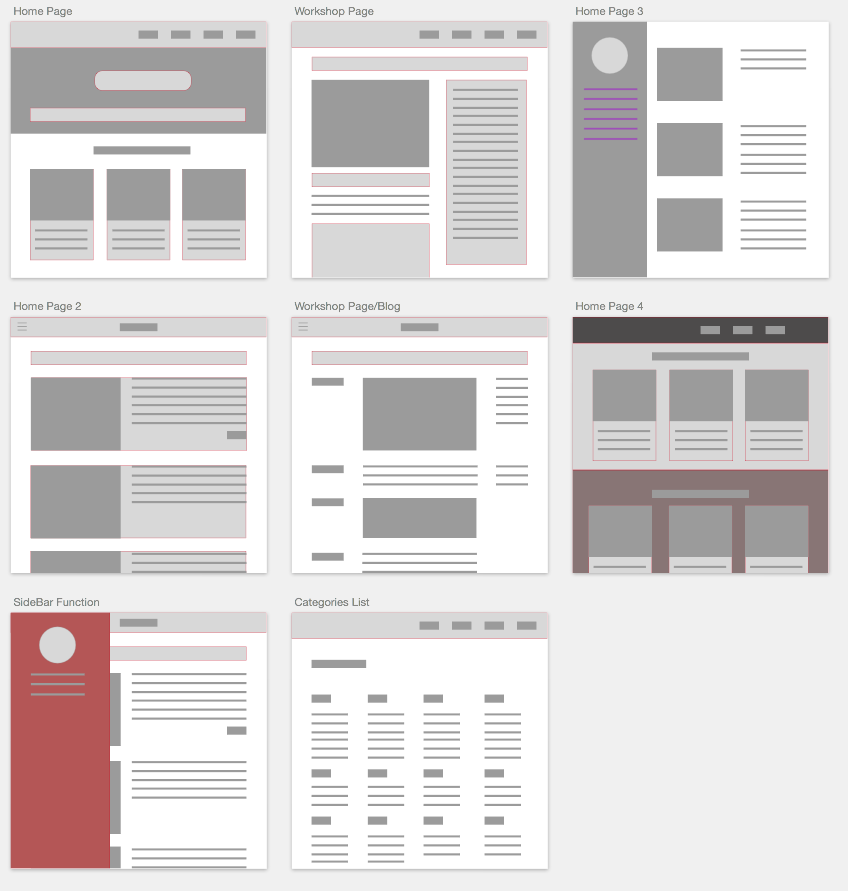 Home Page
Workshop Page
Home Page 3
Home Page 2
Workshop Page/Blog
Home Page 4
SideBar Function
Categories List